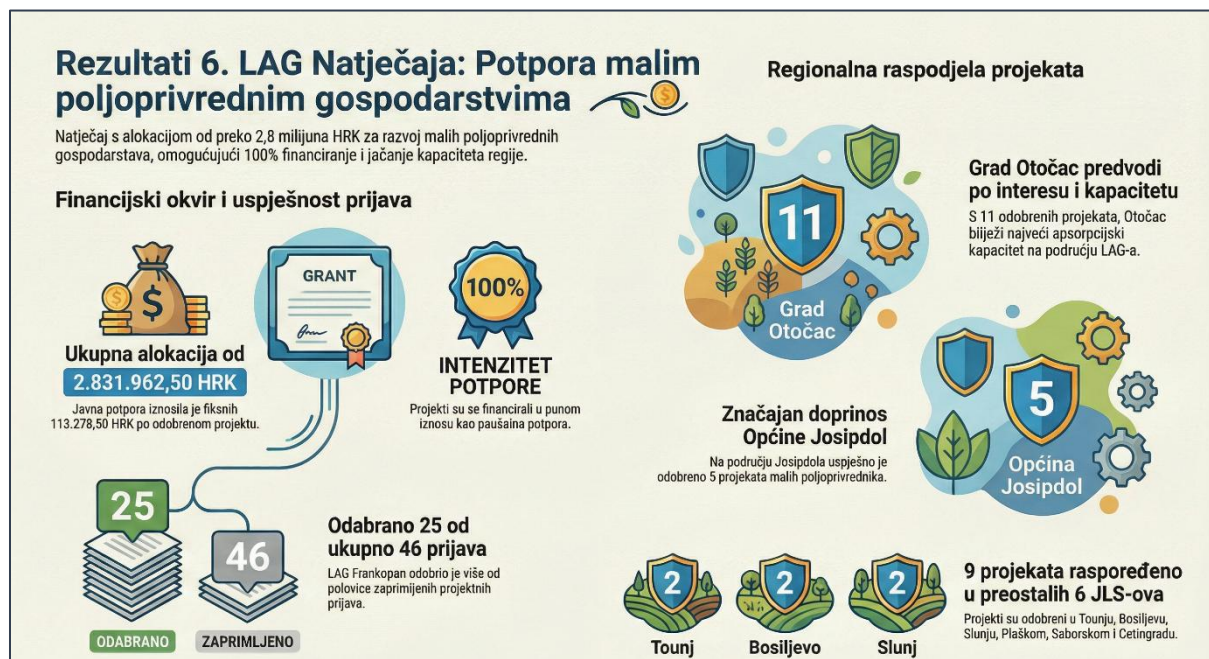 Rezultati 6. LAG Natječaja: Potpora malim
poljoprivrednim gospodarstvima
Natječaj s alokacijom od preko 2,8 milijuna HRK za razvoj malih poljoprivrednih
gospodarstava, omogućujući 100% financiranje i jačanje kapaciteta regije.
Financijski okvir i uspješnost prijava
$
$
$
Ukupna alokacija od
2.831.962,50 HRK
Javna potpora iznosila je fiksnih
113.278,50 HRK po odobrenom projektu.
GRANT
100%
INTENZITET
POTPORE
Projekti su se financirali u punom
iznosu kao paušaina potpora.
25
46
ODABRANO
ZAPRIMLJENO
Odabrano 25 od
ukupno 46 prijava
LAG Frankopan odobrio je više od
polovice zaprimijenih projektnih
prijava.
Regionalna raspodjela projekata
11
Grad
Otočac
Grad Otočac predvodi
po interesu i kapacitetu
S 11 odobrenih projekata, Otočac
biiježi najveći apsorpcijski
kapacitet na području LAG-a.
Značajan doprinos
Općine Josipdol
Na području Josipdola uspješno je
odobreno 5 projekata malih poljoprivrednika.
5
Općina
Josipdol
2
Tounj
2
Bosiljevo
2
Slunj
9 projekata raspoređeno
u preostalih 6 JLS-ova
Projekti su odobreni u Tounju, Bosiljevu,
Slunju, Plaškom, Saborskom i Cetingradu.